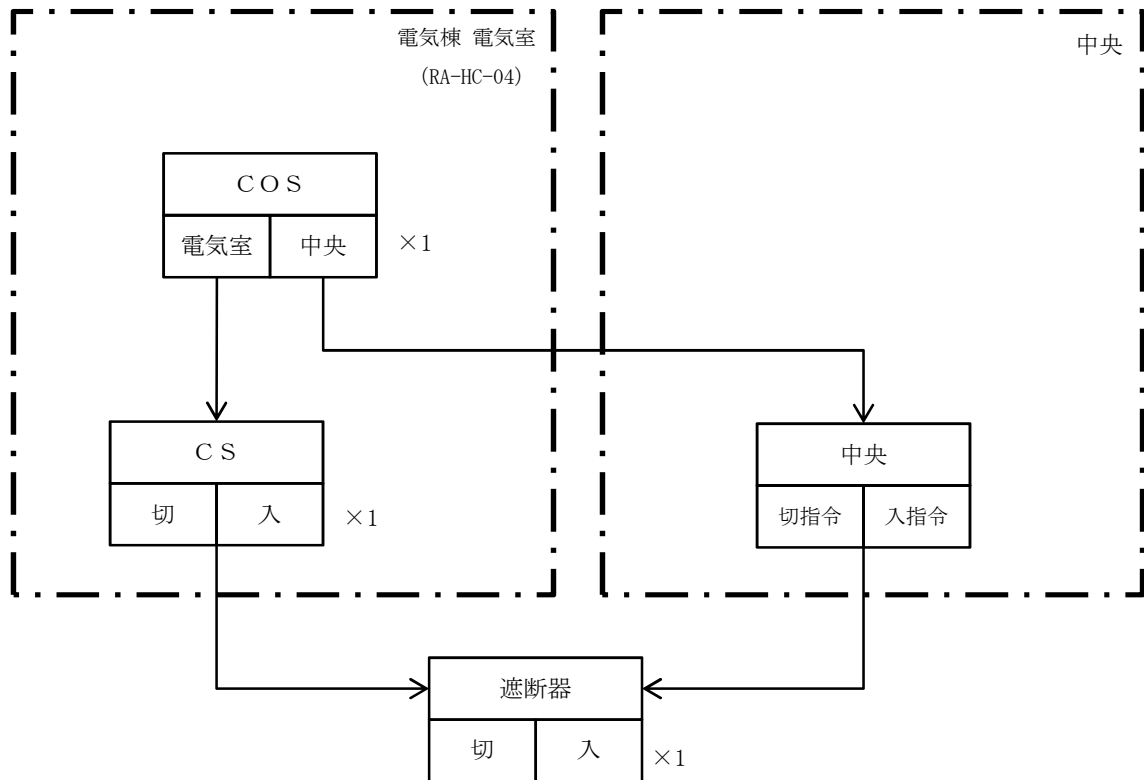 電気棟 電気室
(RA-HC-04)
中央
ＣＯＳ
電気室 中央 ×1
ＣＳ
切 入 ×1
中央
切指令 入指令
遮断器
切 入 ×1